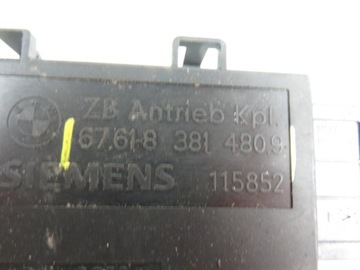 ZB Antrieb Kpl.
67.61-8 381 480.9
SIEMENS 115852